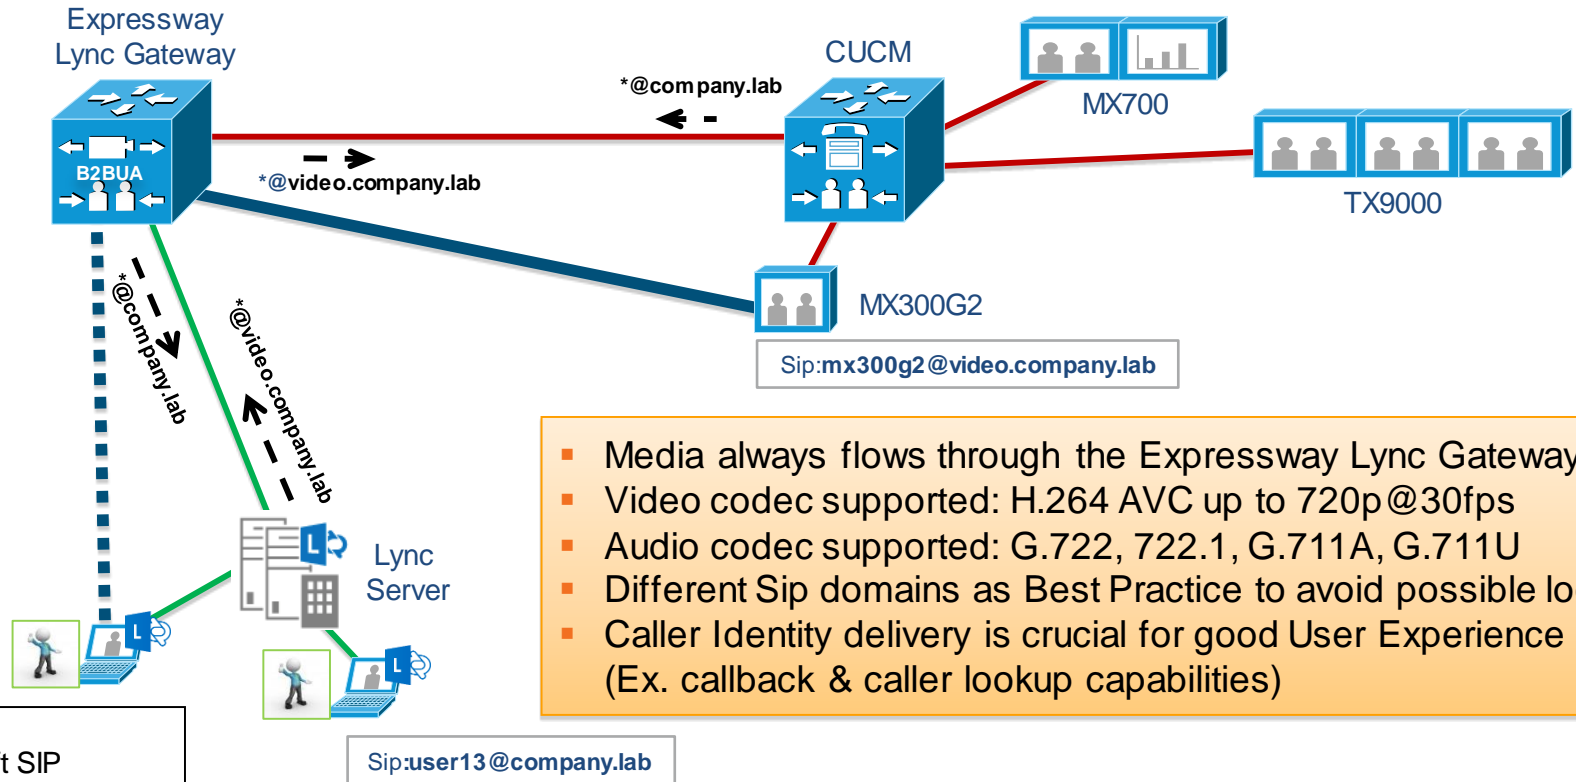 Expressway
Lync Gateway
CUCM
*@company.lab
MX700
B2BUA
*@video.company.lab
TX9000
*@company.lab
*@video.company.lab
MX300G2
Sip:mx300g2@video.company.lab
Media always flows through the Expressway Lync Gateway
Video codec supported: H.264 AVC up to 720p@30fps
Audio codec supported: G.722, 722.1, G.711A, G.711U
Different Sip domains as Best Practice to avoid possible
Caller Identity delivery is crucial for good User Experience
(Ex. callback & caller lookup capabilities)
L
Lync
Server
L
L
SIP
Sip:user13@company.lab